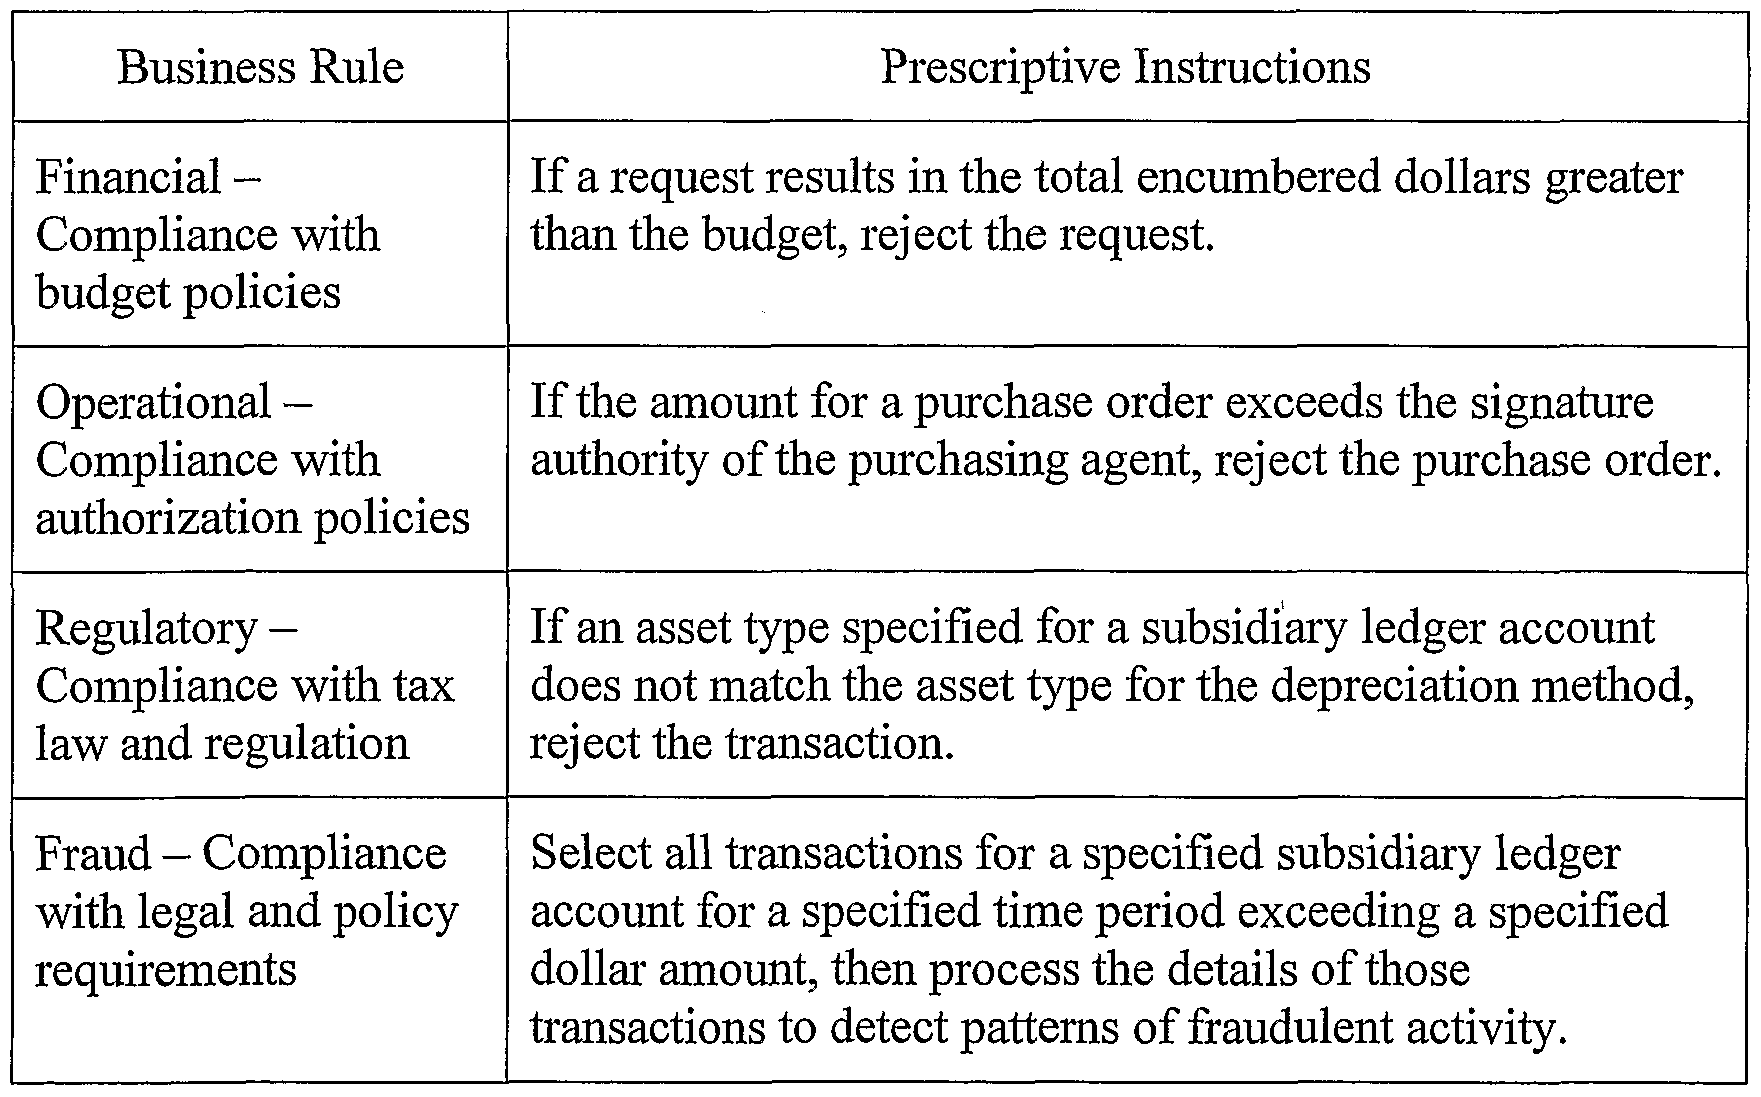 Business Rule
Prescriptive Instructions
Financial –
Compliance with
budget policies
If a request results in the total encumbered dollars greater
than the budget, reject the request.
Operational –
Compliance with
authorization policies
If the amount for a purchase order exceeds the signature
authority of the purchasing agent, reject the purchase order.
Regulatory –
Compliance with tax
law and regulation
If an asset type specified for a subsidiary ledger account
does not match the asset type for the depreciation method,
reject the transaction.
Fraud – Compliance
with legal and policy
requirements
Select all transactions for a specified subsidiary ledger
account for a specified time period exceeding a specified
dollar amount, then process the details of those
transactions to detect patterns of fraudulent activity.